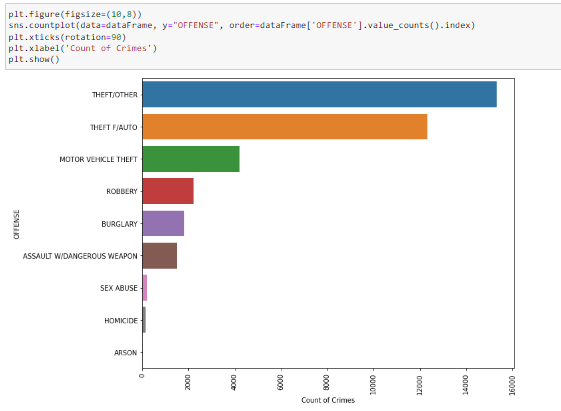 plt.figure(figsize=(10,8))
sns.countplot(data=dataFrame, y="OFFENSE", order=dataFrame['OFFENSE'].value_counts().index)
plt.xticks(rotation=90)
plt.xlabel('Count of Crimes')
plt.show()
THEFT/OTHER
THEFT F/AUTO
MOTOR VEHICLE THEFT
ROBBERY
BURGLARY
ASSAULT W/DANGEROUS WEAPON
SEX ABUSE
HOMICIDE
ARSON
OFFENSE
0 2000 4000 6000 8000 10000 12000 14000 16000
Count of Crimes